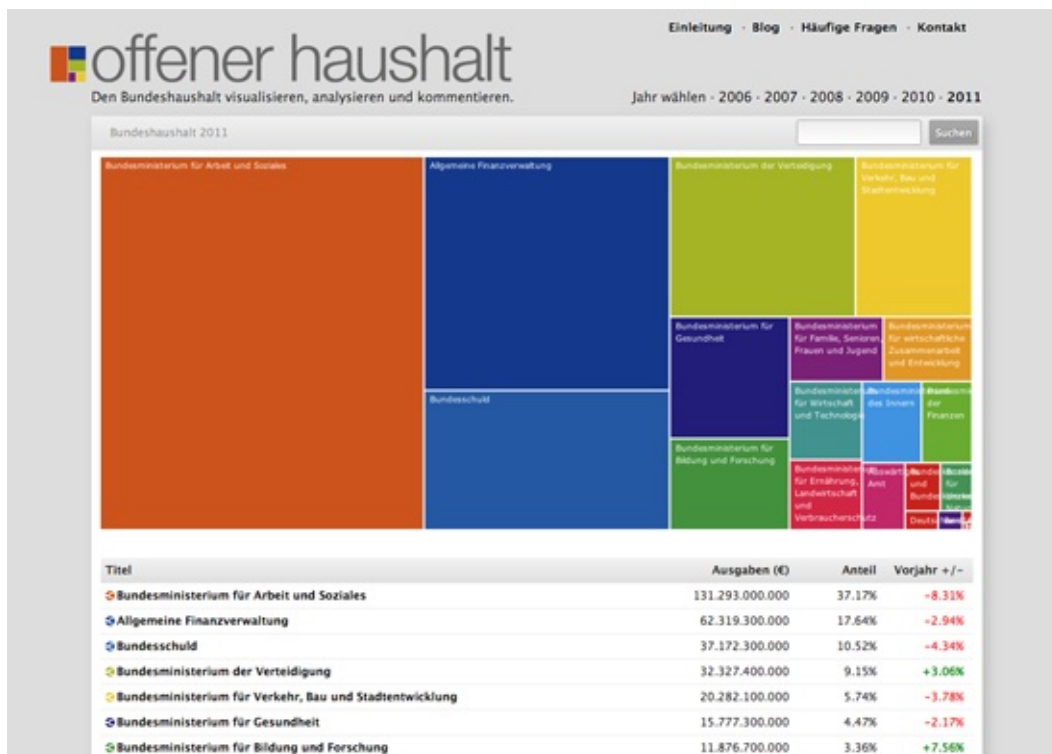 Einleitung · Blog · Häufige Fragen · Kontakt
offener haushalt
Den Bundeshaushalt visualisieren, analysieren und kommentieren.
Jahr wählen · 2006 · 2007 · 2008 · 2009 · 2010 · 2011
Bundeshaushalt 2011
Suchen
Bundesministerium für Arbeit und Soziales
Allgemeine Finanzverwaltung
Bundesschuld
Bundesministerium der Verteidigung
Bundesministerium für
Verkehr, Bau und
Stadtentwicklung
Bundesministerium für
Gesundheit
Bundesministerium
für Familie, Senioren,
Frauen und Jugend
Bundesministerium
für wirtschaftliche
Zusammenarbeit
und Entwicklung
Bundesministerium für
Bildung und Forschung
für Wirtschaft
und Technologie
des Innern
der
Finanzen
für Ernährung,
Landwirtschaft
und
Verbraucherschutz
Amt
und
für
Titel Ausgaben (€) Anteil Vorjahr +/-
Bundesministerium für Arbeit und Soziales 131.293.000.000 37.17% -8.31%
Allgemeine Finanzverwaltung 62.319.300.000 17.64% -2.94%
Bundesschuld 37.172.300.000 10.52% -4.34%
Bundesministerium der Verteidigung 32.327.400.000 9.15% +3.06%
Bundesministerium für Verkehr, Bau und Stadtentwicklung 20.282.100.000 5.74% -3.78%
Bundesministerium für Gesundheit 15.777.300.000 4.47% -2.17%
Bundesministerium für Bildung und Forschung 11.876.700.000 3.36% +7.56%